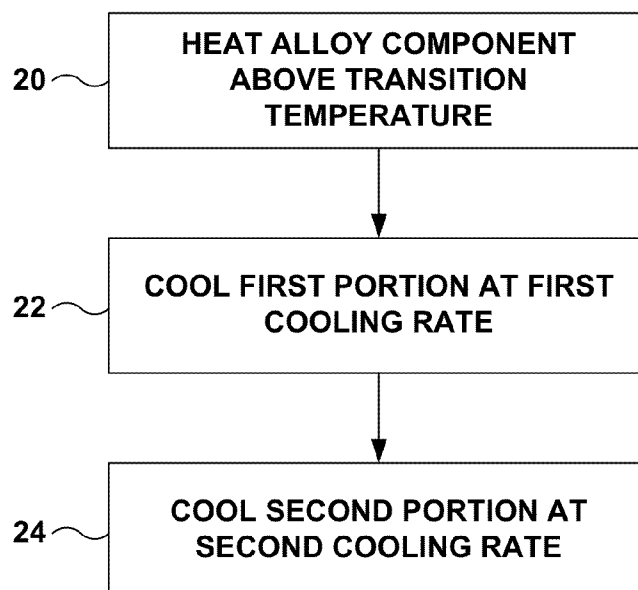 HEAT ALLOY COMPONENT
20 ABOVE TRANSITION
TEMPERATURE
COOL FIRST PORTION AT FIRST
22 COOLING RATE
COOL SECOND PORTION AT
24 SECOND COOLING RATE